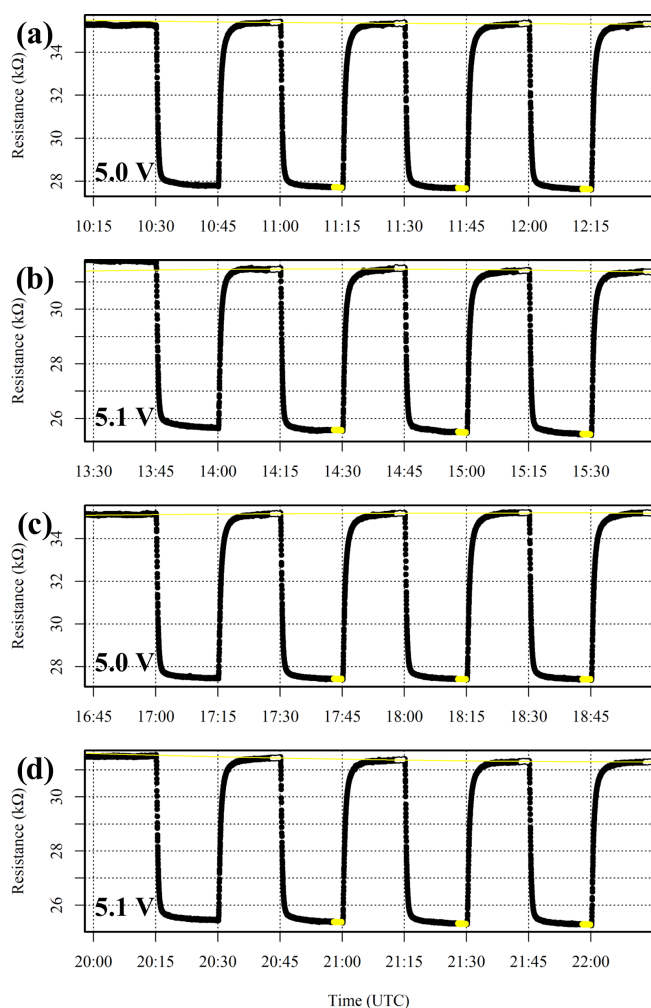 (a)
Resistance (kΩ)
28 30 32 34
5.0 V
10:15 10:30 10:45 11:00 11:15 11:30 11:45 12:00 12:15
(b)
Resistance (kΩ)
26 28 29 31
5.1 V
13:30 13:45 14:00 14:15 14:30 14:45 15:00 15:15 15:30
(c)
Resistance (kΩ)
28 30 32 34
5.0 V
16:45 17:00 17:15 17:30 17:45 18:00 18:15 18:30 18:45
(d)
Resistance (kΩ)
26 28 29 31
5.1 V
20:00 20:15 20:30 20:45 21:00 21:15 21:30 21:45 22:00
Time (UTC)